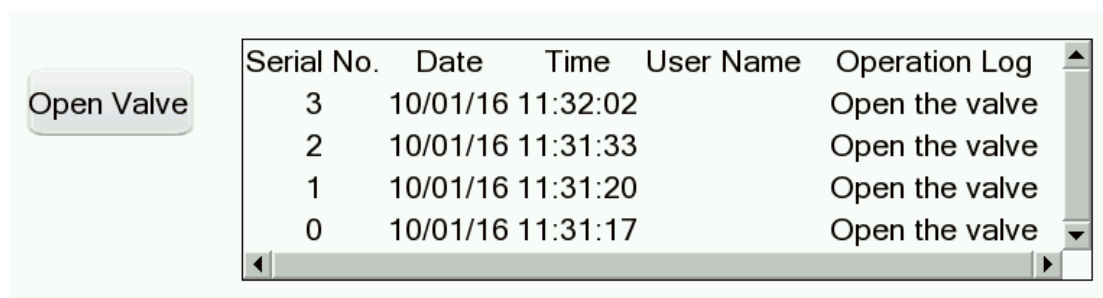 Open Valve
Serial No. Date Time User Name Operation Log
3 10/01/16 11:32:02 Open the valve
2 10/01/16 11:31:33 Open the valve
1 10/01/16 11:31:20 Open the valve
0 10/01/16 11:31:17 Open the valve